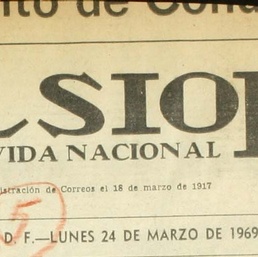 nto de Cond
LSIO
VIDA NACIONAL
istración de Correos el 18 de marzo de 1917
5
D. F.—LUNES 24 DE MARZO DE 1969